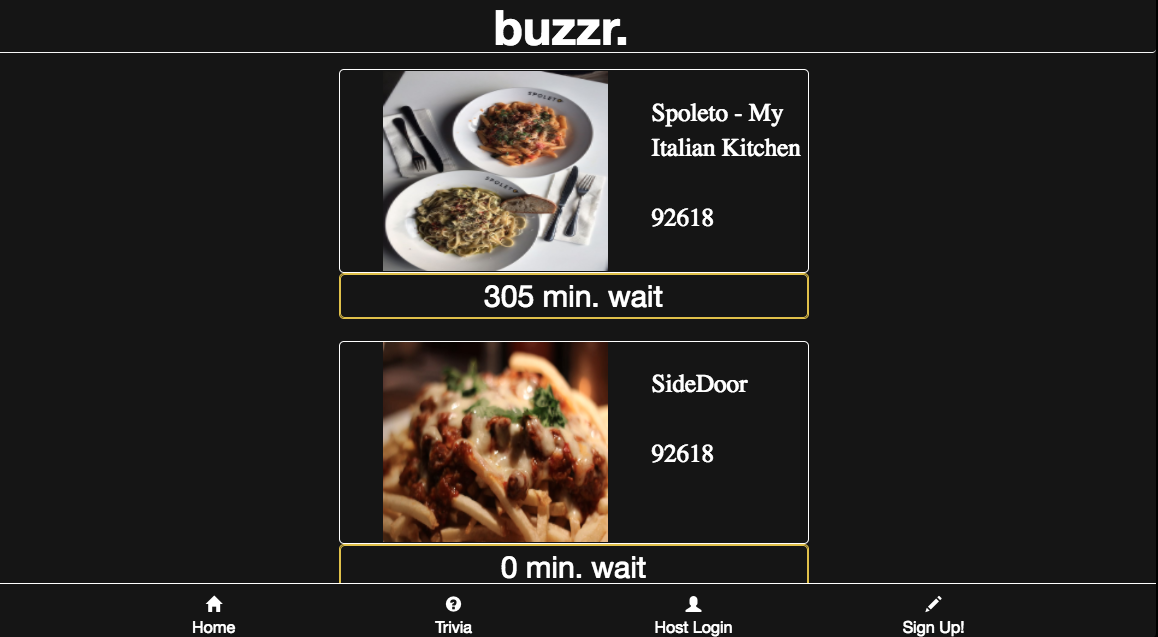 buzzr.
SPOLETO
SPOLETO
Spoleto - My
Italian Kitchen
92618
305 min. wait
SideDoor
92618
0 min. wait
Home
Trivia
Host Login
Sign Up!